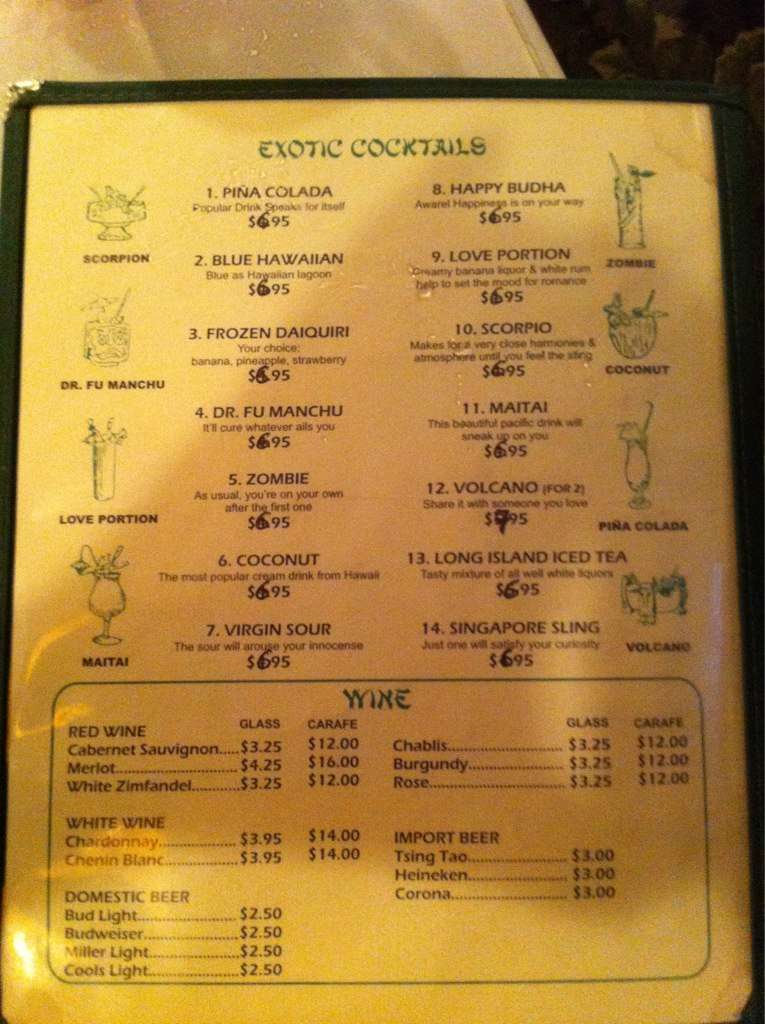 EXOTIC COCKTAILS
1. PIÑA COLADA
Popular Drink Speaks for itself
$6.95
2. BLUE HAWAIIAN
Blue as Hawaiian lagoon
$6.95
3. FROZEN DAIQUIRI
Your choice;
banana, pineapple, strawberry
$6.95
4. DR. FU MANCHU
It'll cure whatever ails you
$6.95
5. ZOMBIE
As usual, you're on your own
after the first one
$6.95
6. COCONUT
The most popular cream drink from Hawaii
$6.95
7. VIRGIN SOUR
The sour will arouse your innocense
$6.95
SCORPION
DR. FU MANCHU
LOVE PORTION
MAITAI
8. HAPPY BUDHA
Aware! Happiness is on your way
$6.95
9. LOVE PORTION
Creamy banana liquor & white rum
help to set the mood for romance
$6.95
10. SCORPIO
Makes for a very close harmonies &
atmosphere until you feel the sting
$6.95
11. MAITAI
This beautiful pacific drink will
sneak up on you
$6.95
12. VOLCANO (FOR 2)
Share it with someone you love
$7.95
13. LONG ISLAND ICED TEA
Tasty mixture of all well white liquors
$6.95
14. SINGAPORE SLING
Just one will satisfy your curiosity
$6.95
ZOMBIE
COCONUT
PIÑA COLADA
VOLCANO
WINE
RED WINE GLASS CARAFE
Cabernet Sauvignon.....$3.25 $12.00
Merlot..........................$4.25 $16.00
White Zimfandel..........$3.25 $12.00
WHITE WINE
Chardonnay................$3.95 $14.00
Chenin Blanc...............$3.95 $14.00
DOMESTIC BEER
Bud Light....................$2.50
Budweiser...................$2.50
Miller Light..................$2.50
Cools Light..................$2.50
GLASS CARAFE
Chablis........................$3.25 $12.00
Burgundy....................$3.25 $12.00
Rose............................$3.25 $12.00
IMPORT BEER
Tsing Tao....................$3.00
Heineken....................$3.00
Corona.......................$3.00